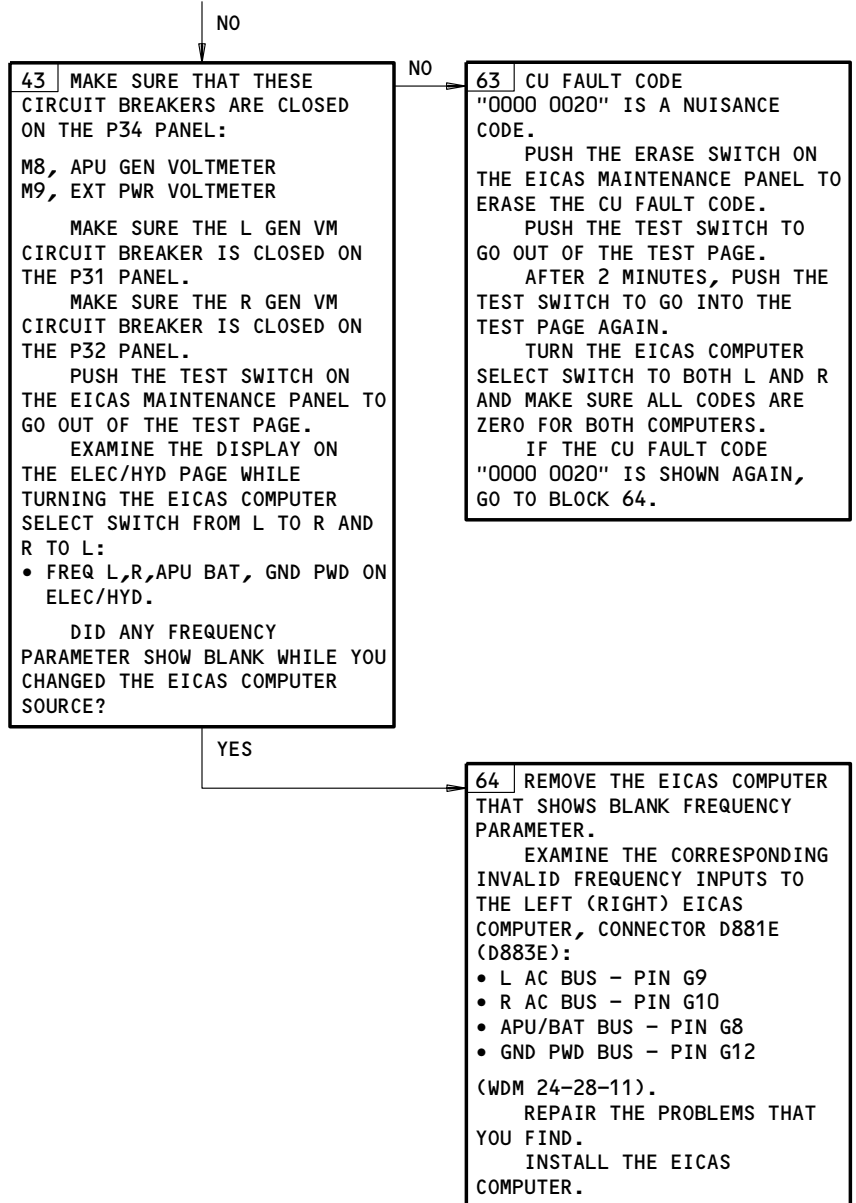 NO
43 MAKE SURE THAT THESE
CIRCUIT BREAKERS ARE CLOSED
ON THE P34 PANEL:
M8, APU GEN VOLTMETER
M9, EXT PWR VOLTMETER
MAKE SURE THE L GEN VM
CIRCUIT BREAKER IS CLOSED ON
THE P31 PANEL.
MAKE SURE THE R GEN VM
CIRCUIT BREAKER IS CLOSED ON
THE P32 PANEL.
PUSH THE TEST SWITCH ON
THE EICAS MAINTENANCE PANEL TO
GO OUT OF THE TEST PAGE.
EXAMINE THE DISPLAY ON
THE ELEC/HYD PAGE WHILE
TURNING THE EICAS COMPUTER
SELECT SWITCH FROM L TO R AND
R TO L:
• FREQ L,R,APU BAT, GND PWD ON
ELEC/HYD.
DID ANY FREQUENCY
PARAMETER SHOW BLANK WHILE YOU
CHANGED THE EICAS COMPUTER
SOURCE?
NO
63 CU FAULT CODE
"0000 0020" IS A NUISANCE
CODE.
PUSH THE ERASE SWITCH ON
THE EICAS MAINTENANCE PANEL TO
ERASE THE CU FAULT CODE.
PUSH THE TEST SWITCH TO
GO OUT OF THE TEST PAGE.
AFTER 2 MINUTES, PUSH THE
TEST SWITCH TO GO INTO THE
TEST PAGE AGAIN.
TURN THE EICAS COMPUTER
SELECT SWITCH TO BOTH L AND R
AND MAKE SURE ALL CODES ARE
ZERO FOR BOTH COMPUTERS.
IF THE CU FAULT CODE
"0000 0020" IS SHOWN AGAIN,
GO TO BLOCK 64.
YES
64 REMOVE THE EICAS COMPUTER
THAT SHOWS BLANK FREQUENCY
PARAMETER.
EXAMINE THE CORRESPONDING
INVALID FREQUENCY INPUTS TO
THE LEFT (RIGHT) EICAS
COMPUTER, CONNECTOR D881E
(D883E):
• L AC BUS - PIN G9
• R AC BUS - PIN G10
• APU/BAT BUS - PIN G8
• GND PWD BUS - PIN G12
(WDM 24-28-11).
REPAIR THE PROBLEMS THAT
YOU FIND.
INSTALL THE EICAS
COMPUTER.